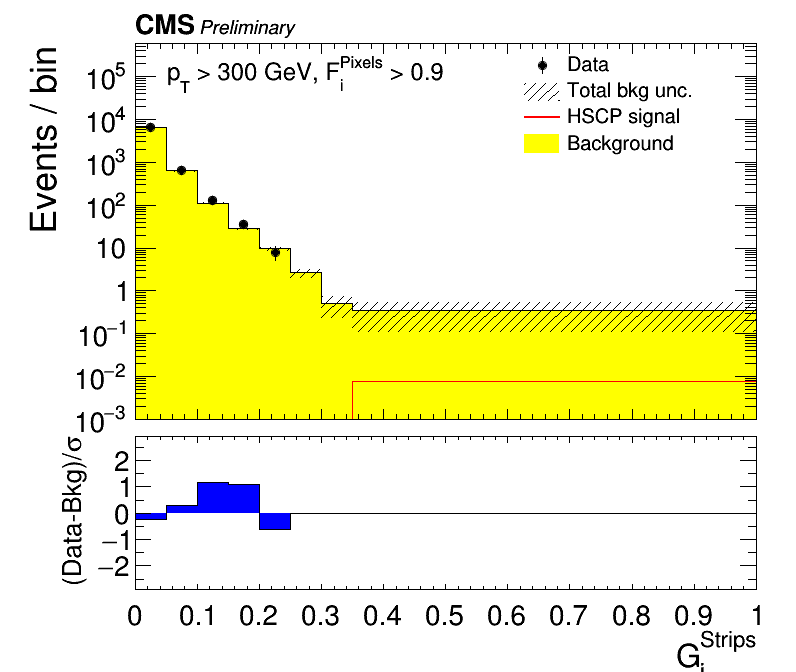 CMS Preliminary
p_T > 300 GeV, F_i^Pixels > 0.9
Data
Total bkg unc.
HSCP signal
Background
Events / bin
10^5
10^4
10^3
10^2
10
1
10^−1
10^−2
10^−3
(Data-Bkg)/σ
2
1
0
−1
−2
0 0.1 0.2 0.3 0.4 0.5 0.6 0.7 0.8 0.9 1
G_i^Strips